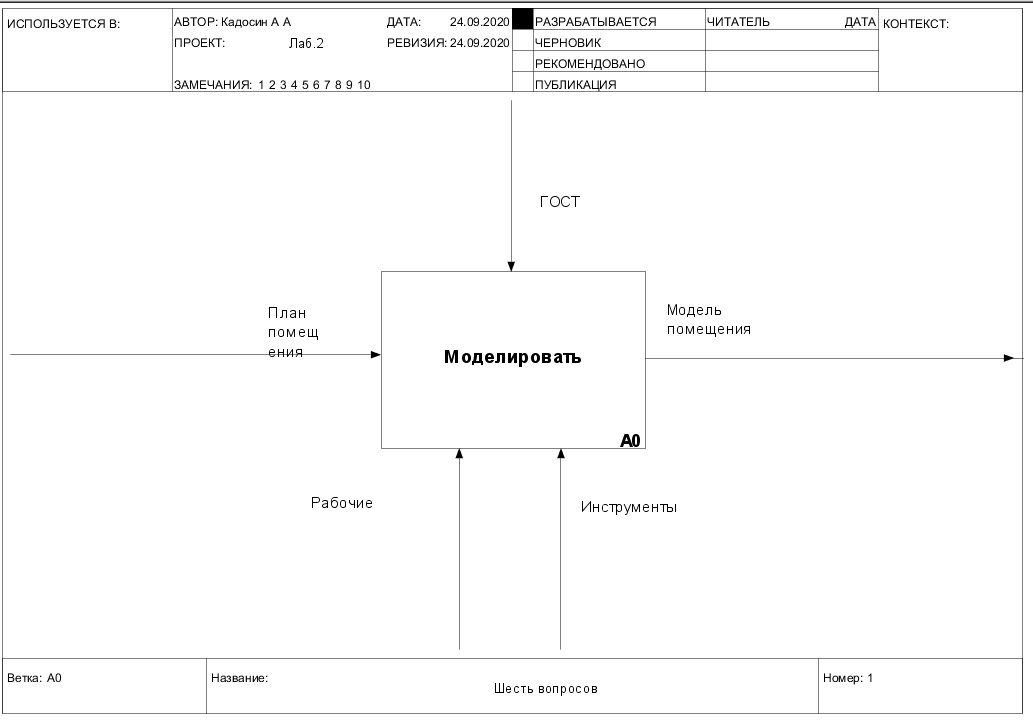 ИСПОЛЬЗУЕТСЯ В:
АВТОР: Кадосин А А
ДАТА: 24.09.2020
РАЗРАБАТЫВАЕТСЯ
ЧИТАТЕЛЬ
ДАТА
КОНТЕКСТ:
ПРОЕКТ: Лаб.2
РЕВИЗИЯ: 24.09.2020
ЧЕРНОВИК
РЕКОМЕНДОВАНО
ЗАМЕЧАНИЯ: 1 2 3 4 5 6 7 8 9 10
ПУБЛИКАЦИЯ
ГОСТ
План
помещ
ения
Модель
помещения
Моделировать
A0
Рабочие
Инструменты
Ветка: A0
Название:
Шесть вопросов
Номер: 1